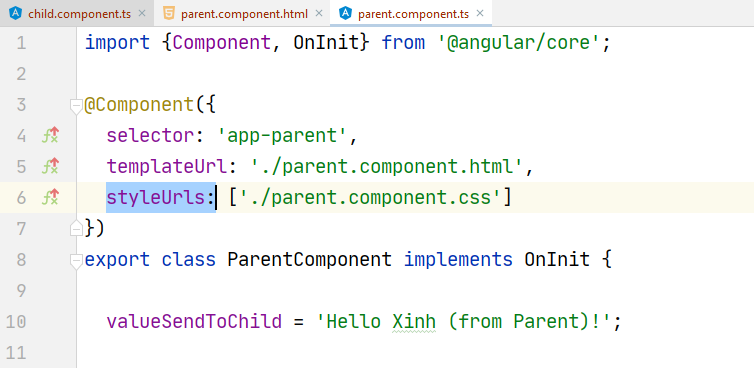 child.component.ts parent.component.html parent.component.ts
1 import {Component, OnInit} from '@angular/core';
2
3 @Component({
4 selector: 'app-parent',
5 templateUrl: './parent.component.html',
6 styleUrls: ['./parent.component.css']
7 })
8 export class ParentComponent implements OnInit {
9
10 valueSendToChild = 'Hello Xinh (from Parent)!';
11